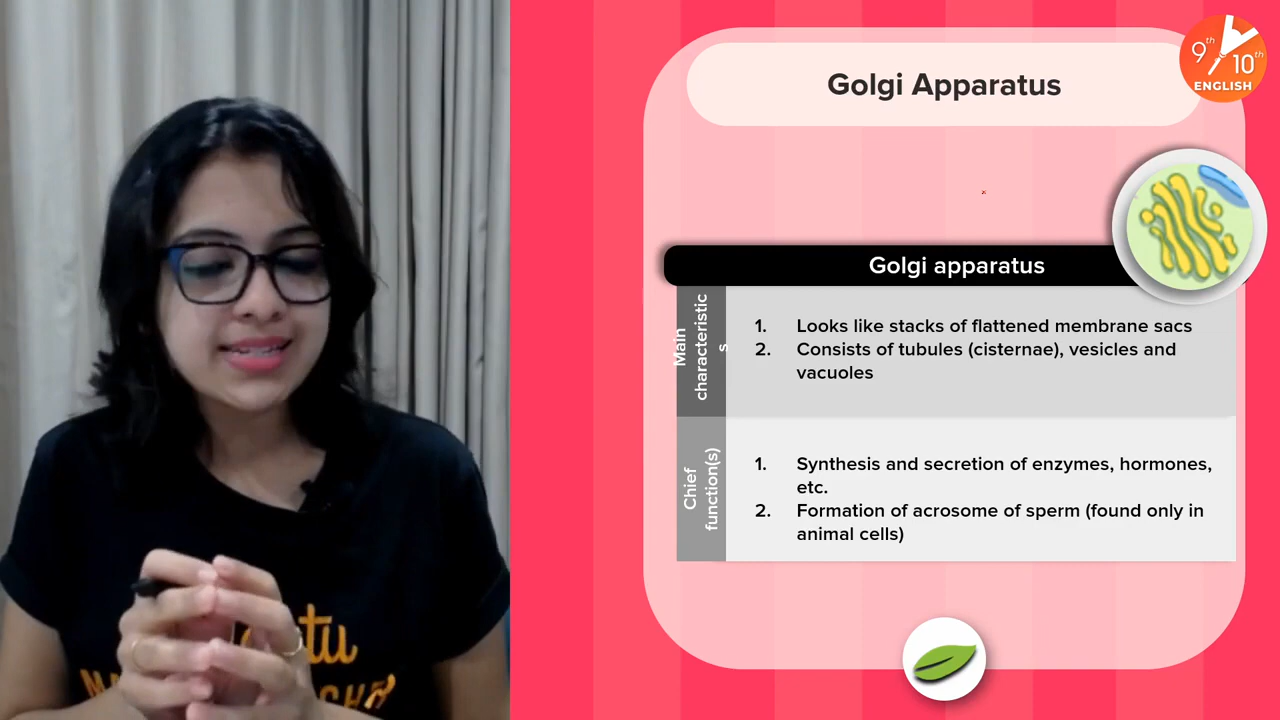 Golgi Apparatus
9th
10th
ENGLISH
Golgi apparatus
Main
characteristic
s
1. Looks like stacks of flattened membrane sacs
2. Consists of tubules (cisternae), vesicles and
vacuoles
Chief
function(s)
1. Synthesis and secretion of enzymes, hormones,
etc.
2. Formation of acrosome of sperm (found only in
animal cells)